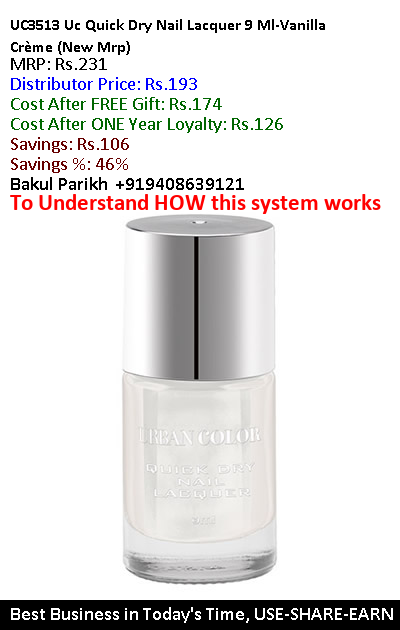 UC3513 Uc Quick Dry Nail Lacquer 9 Ml-Vanilla
Crème (New Mrp)
MRP: Rs.231
Distributor Price: Rs.193
Cost After FREE Gift: Rs.174
Cost After ONE Year Loyalty: Rs.126
Savings: Rs.106
Savings %: 46%
Bakul Parikh +919408639121
To Understand HOW this system works
URBAN COLOR
QUICK DRY
NAIL
LACQUER
9ml
Best Business in Today's Time, USE-SHARE-EARN